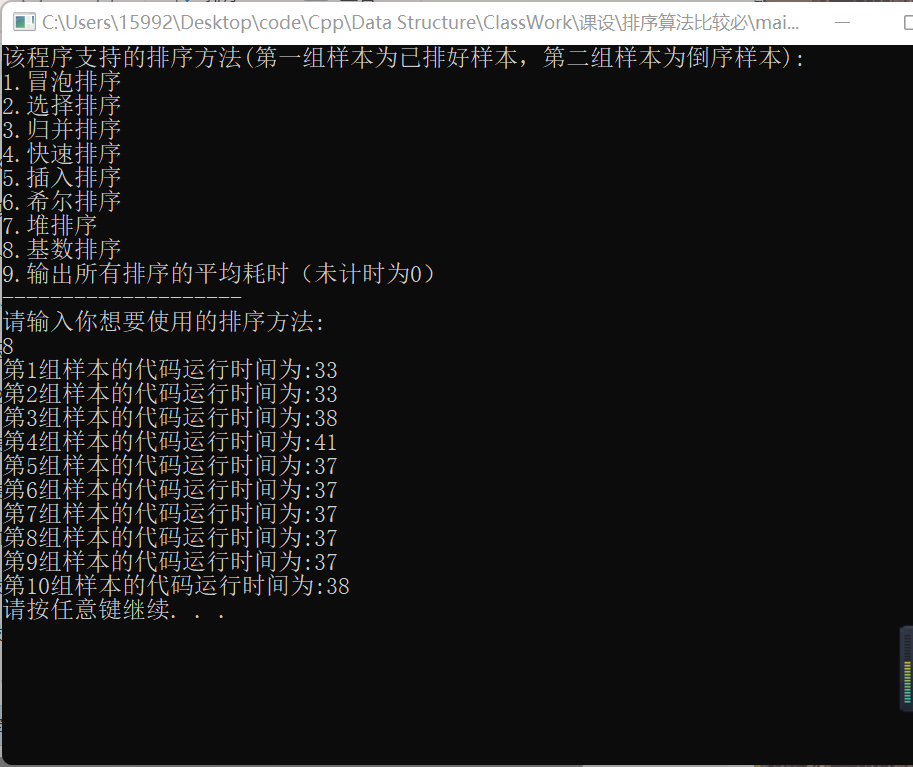 C:\Users\15992\Desktop\code\Cpp\Data Structure\ClassWork\课设\排序算法比较必\mai...
该程序支持的排序方法(第一组样本为已排好样本，第二组样本为倒序样本):
1.冒泡排序
2.选择排序
3.归并排序
4.快速排序
5.插入排序
6.希尔排序
7.堆排序
8.基数排序
9.输出所有排序的平均耗时（未计时为0）
--------------------
请输入你想要使用的排序方法:
8
第1组样本的代码运行时间为:33
第2组样本的代码运行时间为:33
第3组样本的代码运行时间为:38
第4组样本的代码运行时间为:41
第5组样本的代码运行时间为:37
第6组样本的代码运行时间为:37
第7组样本的代码运行时间为:37
第8组样本的代码运行时间为:37
第9组样本的代码运行时间为:37
第10组样本的代码运行时间为:38
请按任意键继续. . .